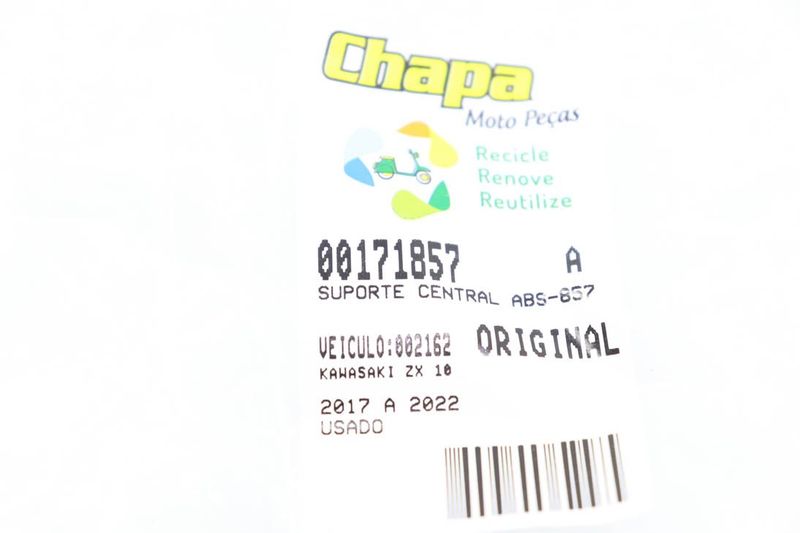 Chapa
Moto Peças
Recicle
Renove
Reutilize
00171857 A
SUPORTE CENTRAL ABS-857
VEICULO:002162 ORIGINAL
KAWASAKI ZX 10
2017 A 2022
USADO